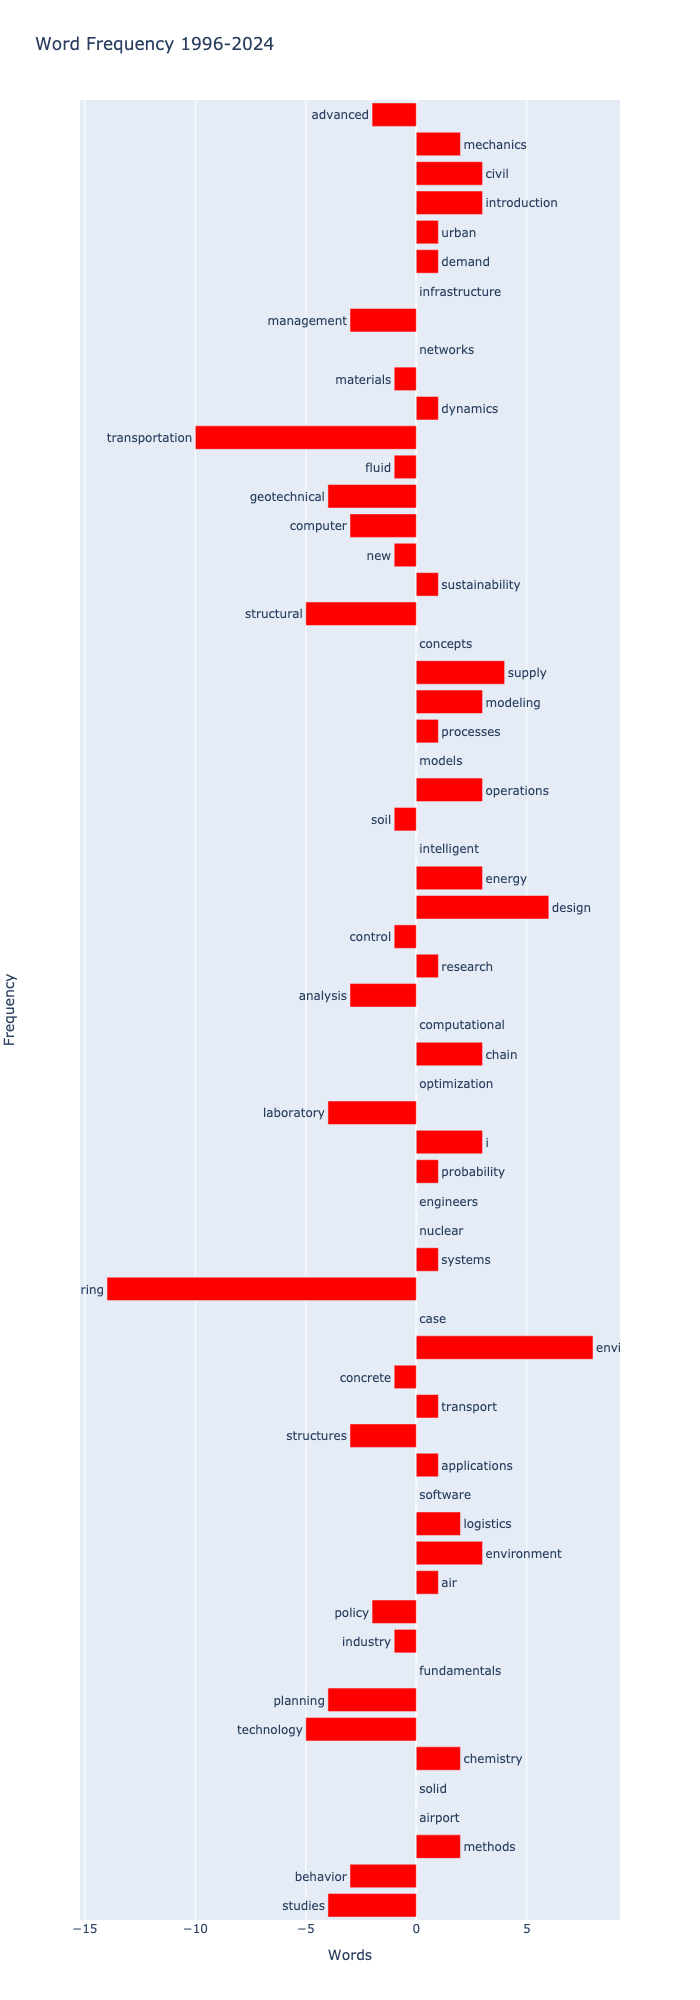 Word Frequency 1996-2024
advanced
mechanics
civil
introduction
urban
demand
infrastructure
management
networks
materials
dynamics
transportation
fluid
geotechnical
computer
new
sustainability
structural
concepts
supply
modeling
processes
models
operations
soil
intelligent
energy
design
control
research
analysis
Frequency
computational
chain
optimization
laboratory
i
probability
engineers
nuclear
systems
ring
case
envi
concrete
transport
structures
applications
software
logistics
environment
air
policy
industry
fundamentals
planning
technology
chemistry
solid
airport
methods
behavior
studies
−15 −10 −5 0 5
Words